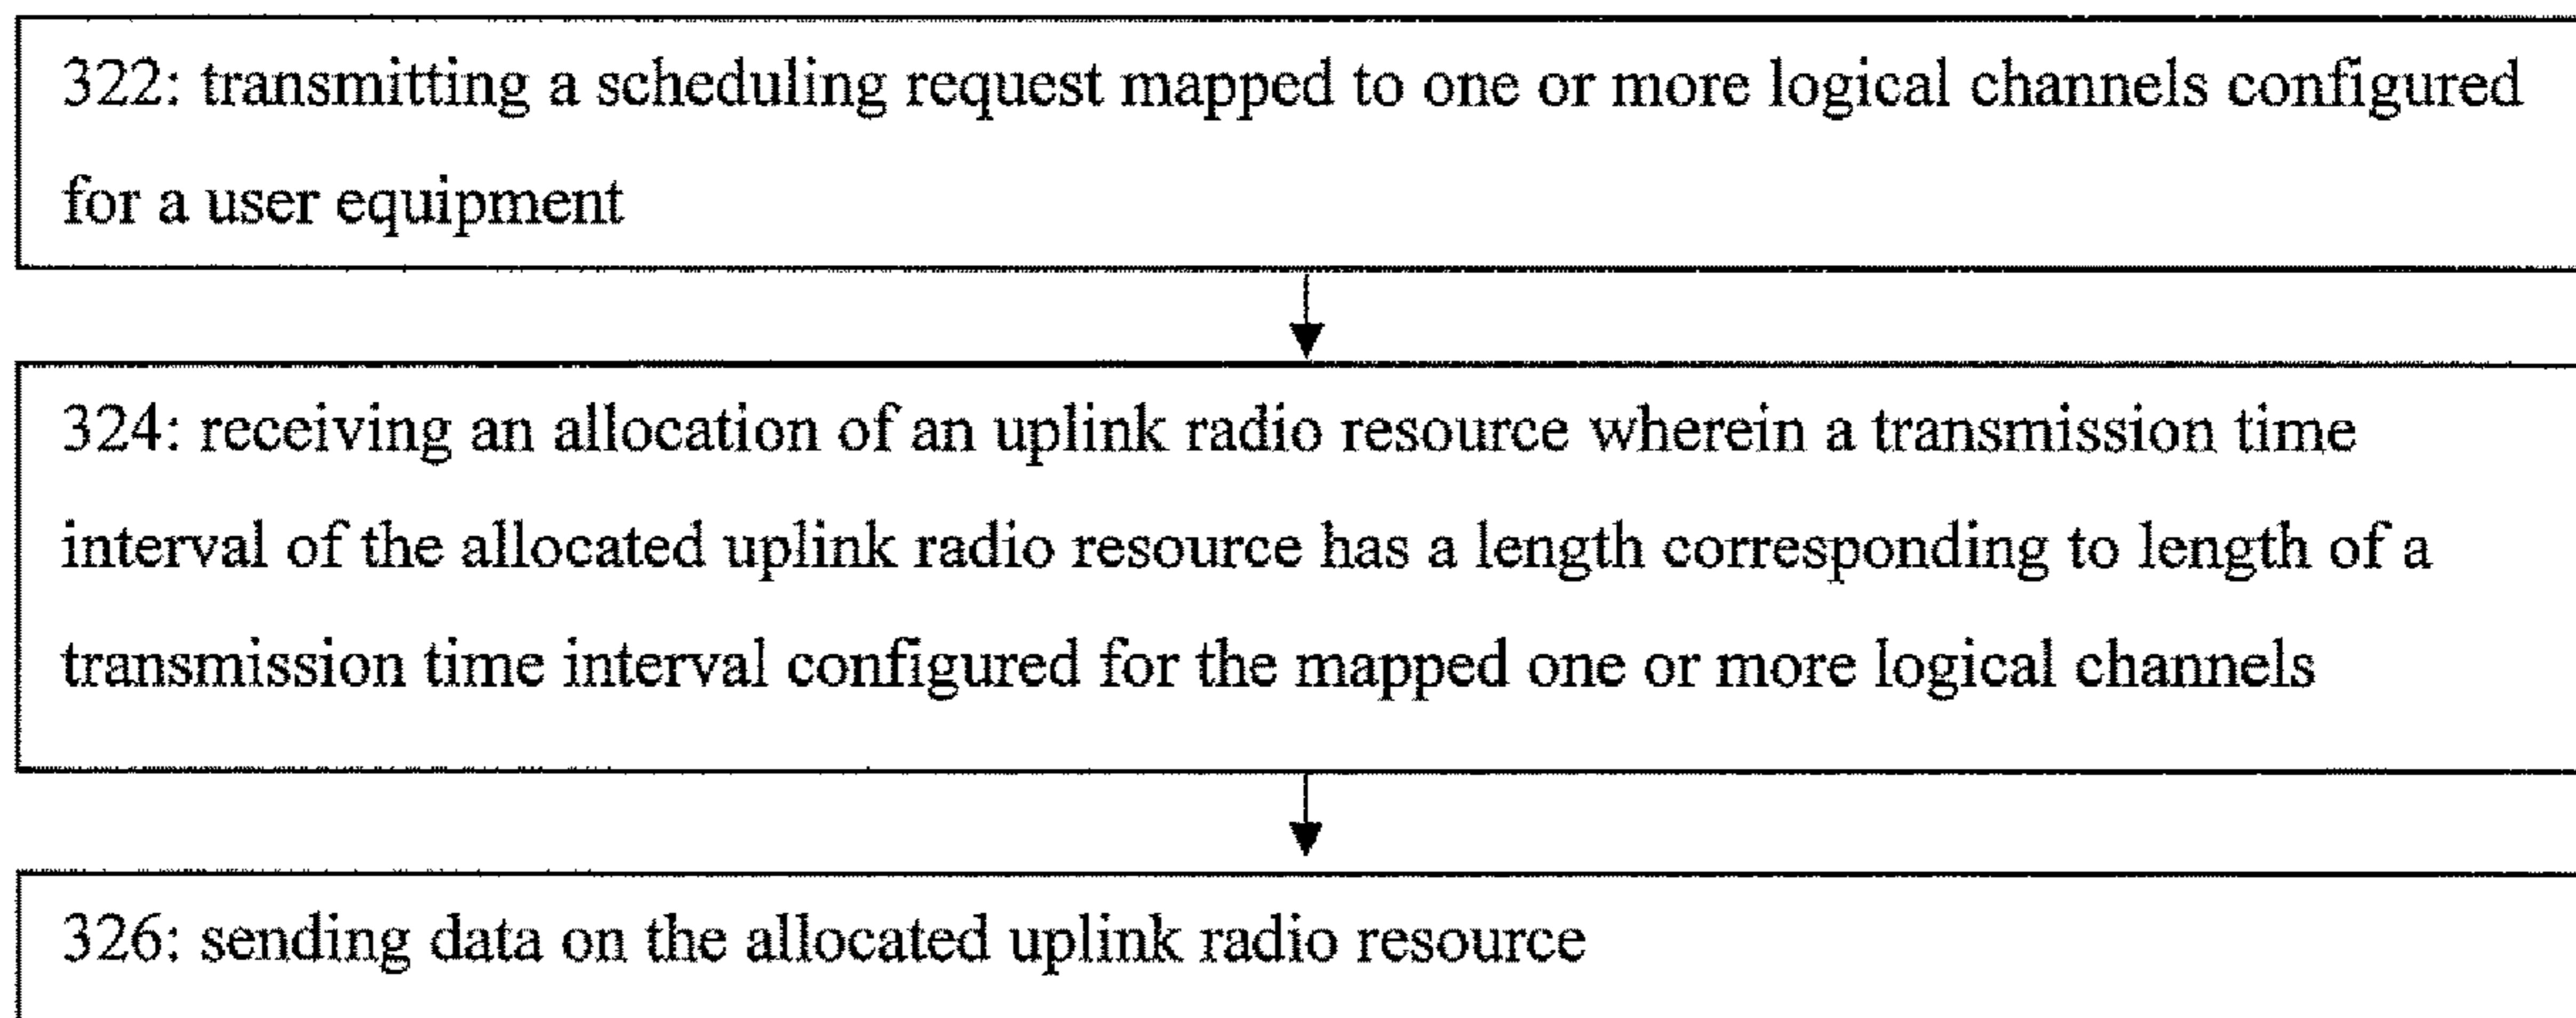 322: transmitting a scheduling request mapped to one or more logical channels configured
for a user equipment
324: receiving an allocation of an uplink radio resource wherein a transmission time
interval of the allocated uplink radio resource has a length corresponding to length of a
transmission time interval configured for the mapped one or more logical channels
326: sending data on the allocated uplink radio resource